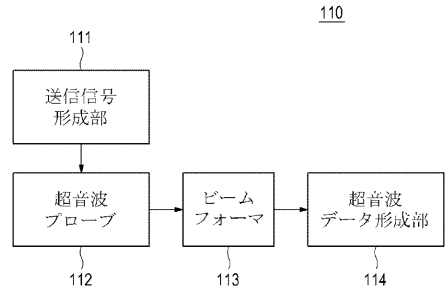 110
111
送信信号
形成部
超音波
プローブ
ビーム
フォーマ
超音波
データ形成部
112
113
114